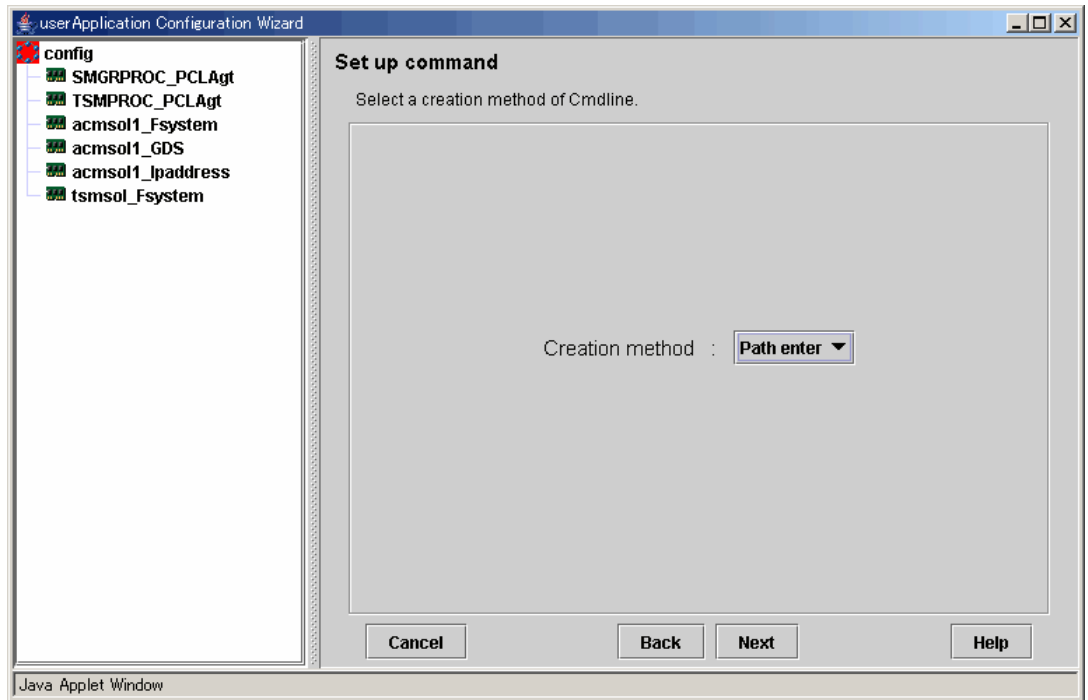 userApplication Configuration Wizard
config
SMGRPROC_PCLAgt
TSMPROC_PCLAgt
acmsol1_Fsystem
acmsol1_GDS
acmsol1_Ipaddress
tsmsol_Fsystem
Set up command
Select a creation method of Cmdline.
Creation method : Path enter
Cancel Back Next Help
Java Applet Window